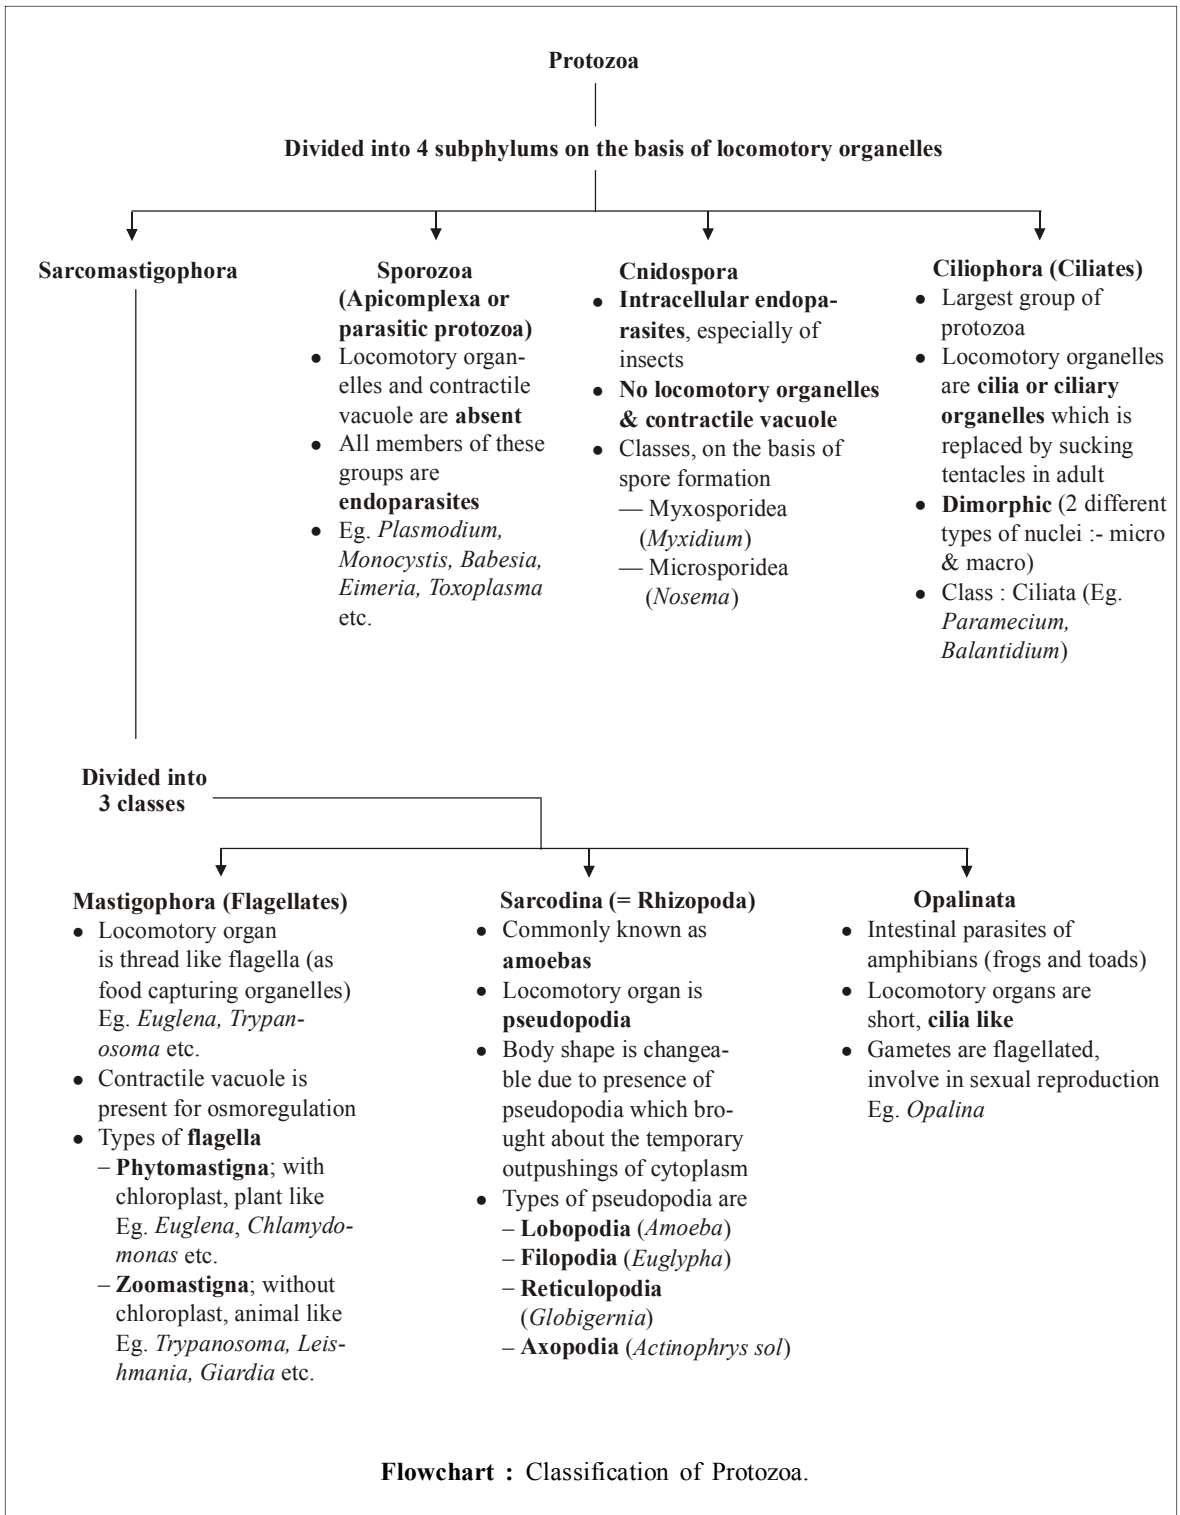 Protozoa
Divided into 4 subphylums on the basis of locomotory organelles
Sarcomastigophora
Sporozoa
(Apicomplexa or
parasitic protozoa)
● Locomotory organ-
elles and contractile
vacuole are absent
● All members of these
groups are
endoparasites
● Eg. Plasmodium,
Monocystis, Babesia,
Eimeria, Toxoplasma
etc.
Cnidospora
● Intracellular endopa-
rasites, especially of
insects
● No locomotory organelles
& contractile vacuole
● Classes, on the basis of
spore formation
— Myxosporidea
(Myxidium)
— Microsporidea
(Nosema)
Ciliophora (Ciliates)
● Largest group of
protozoa
● Locomotory organelles
are cilia or ciliary
organelles which is
replaced by sucking
tentacles in adult
● Dimorphic (2 different
types of nuclei :- micro
& macro)
● Class : Ciliata (Eg.
Paramecium,
Balantidium)
Divided into
3 classes
Mastigophora (Flagellates)
● Locomotory organ
is thread like flagella (as
food capturing organelles)
Eg. Euglena, Trypan-
osoma etc.
● Contractile vacuole is
present for osmoregulation
● Types of flagella
– Phytomastigna; with
chloroplast, plant like
Eg. Euglena, Chlamydo-
monas etc.
– Zoomastigna; without
chloroplast, animal like
Eg. Trypanosoma, Leis-
hmania, Giardia etc.
Sarcodina (= Rhizopoda)
● Commonly known as
amoebas
● Locomotory organ is
pseudopodia
● Body shape is changea-
ble due to presence of
pseudopodia which bro-
ught about the temporary
outpushings of cytoplasm
● Types of pseudopodia are
– Lobopodia (Amoeba)
– Filopodia (Euglypha)
– Reticulopodia
(Globigernia)
– Axopodia (Actinophrys sol)
Opalinata
● Intestinal parasites of
amphibians (frogs and toads)
● Locomotory organs are
short, cilia like
● Gametes are flagellated,
involve in sexual reproduction
Eg. Opalina
Flowchart : Classification of Protozoa.